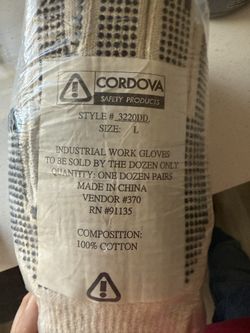 CORDOVA
SAFETY PRODUCTS
STYLE # 3220DD
SIZE: L
INDUSTRIAL WORK GLOVES
TO BE SOLD BY THE DOZEN ONLY
QUANTITY: ONE DOZEN PAIRS
MADE IN CHINA
VENDOR #370
RN #91135
COMPOSITION:
100% COTTON